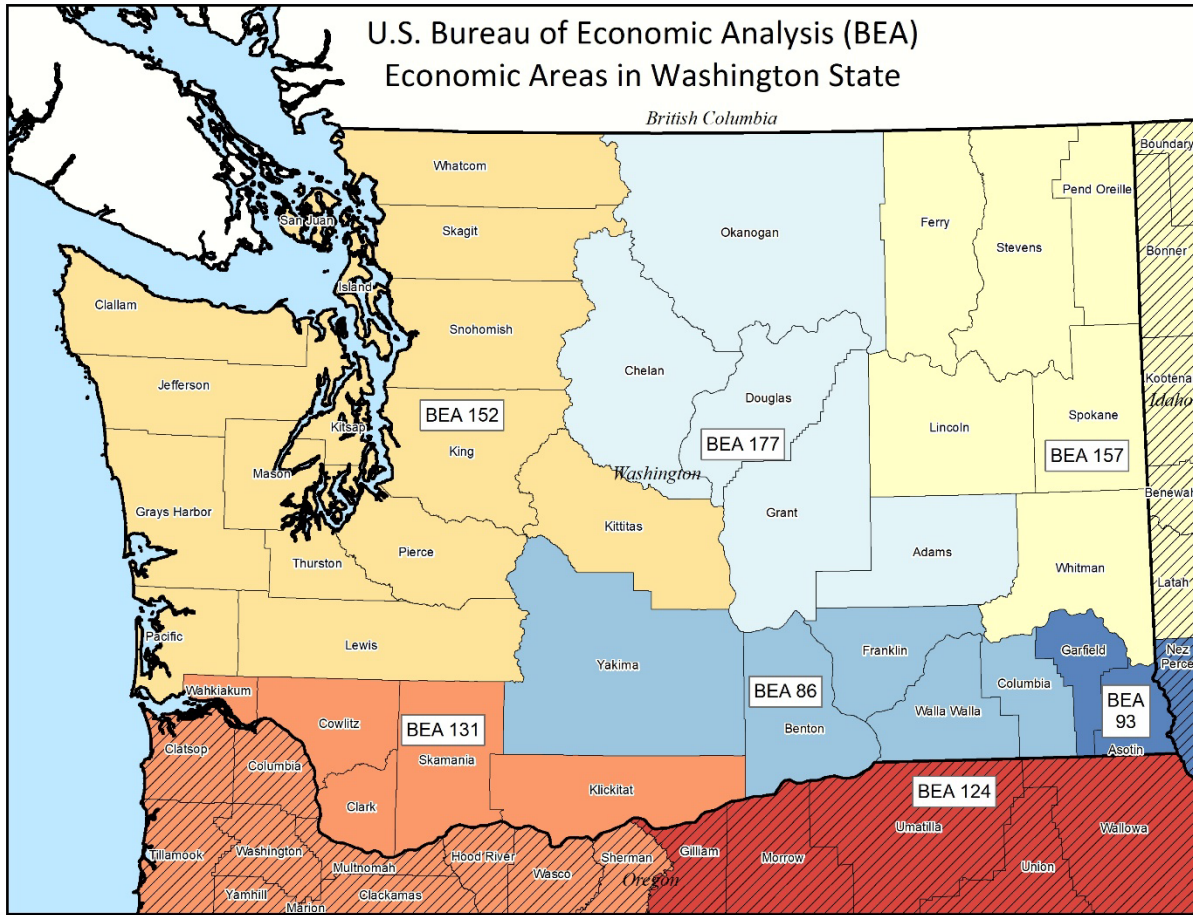 U.S. Bureau of Economic Analysis (BEA)
Economic Areas in Washington State
British Columbia
Whatcom
Boundary
Pend Oreille
San Juan
Skagit
Okanogan
Ferry
Stevens
Bonner
Island
Clallam
Snohomish
Chelan
Jefferson
Douglas
Kootena
Idaho
BEA 152
Kitsap
King
BEA 177
Lincoln
Spokane
BEA 157
Mason
Washington
Benewah
Grays Harbor
Kittitas
Grant
Pierce
Adams
Thurston
Whitman
Latah
Pacific
Lewis
Yakima
Franklin
Garfield
Nez
Perce
Wahkiakum
BEA 86
Columbia
BEA
93
Cowlitz
BEA 131
Benton
Walla Walla
Asotin
Clatsop
Skamania
Columbia
Klickitat
BEA 124
Clark
Umatilla
Wallowa
Tillamook
Washington
Multnomah
Hood River
Wasco
Sherman
Gilliam
Morrow
Union
Oregon
Yamhill
Clackamas
Marion